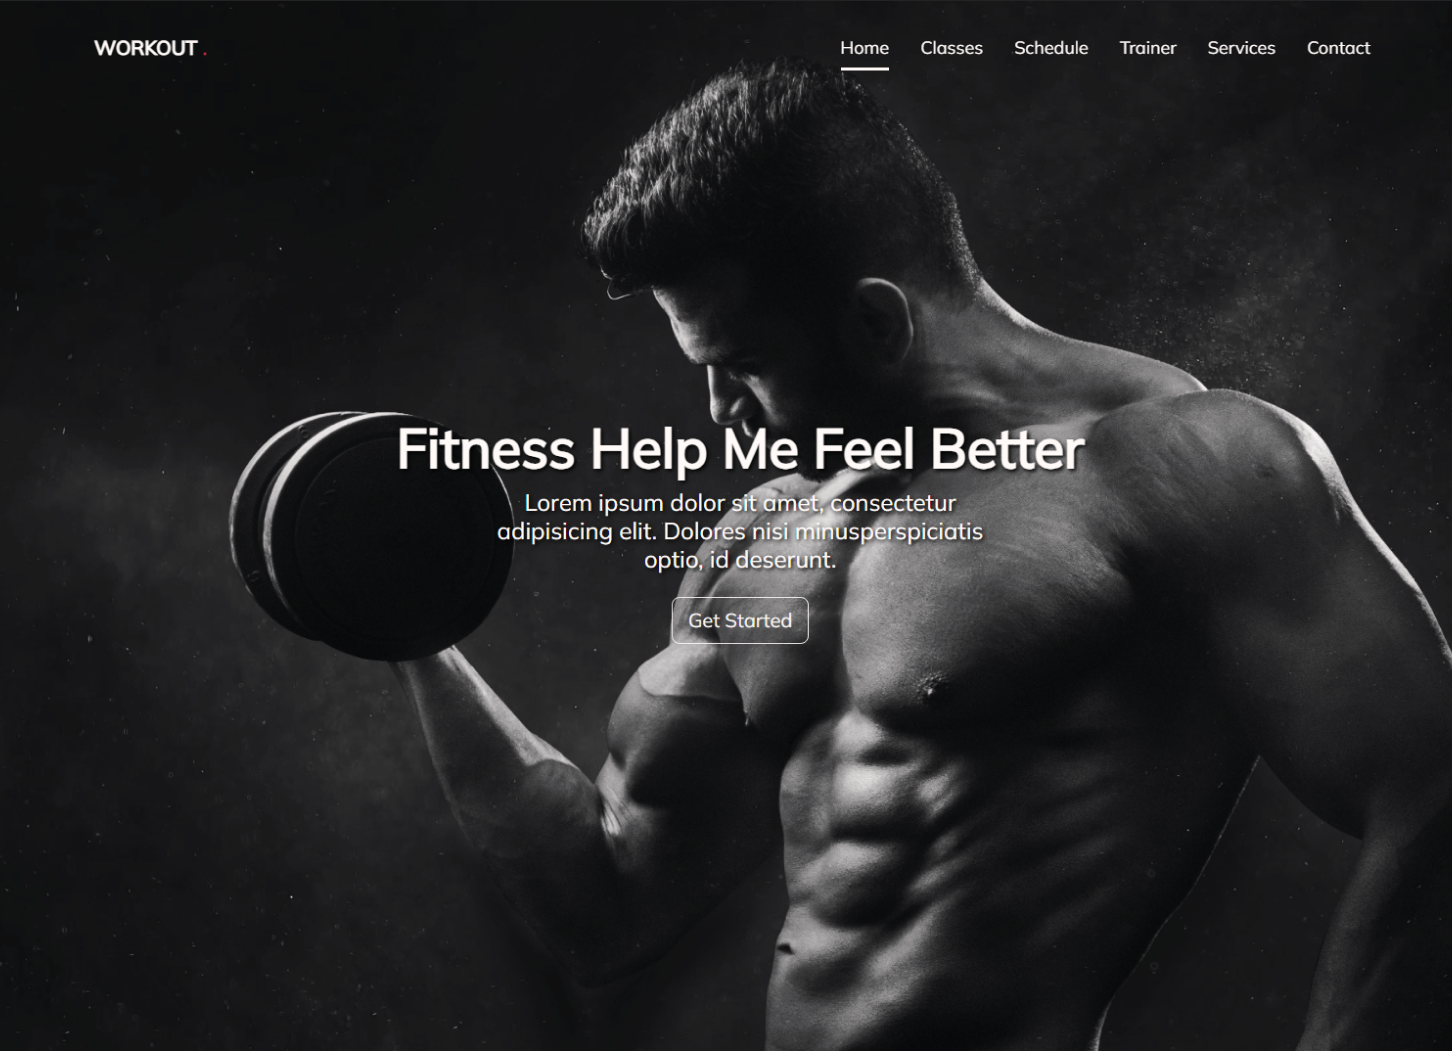 WORKOUT .
Home Classes Schedule Trainer Services Contact
Fitness Help Me Feel Better
Lorem ipsum dolor sit amet, consectetur
adipisicing elit. Dolores nisi minusperspiciatis
optio, id deserunt.
Get Started